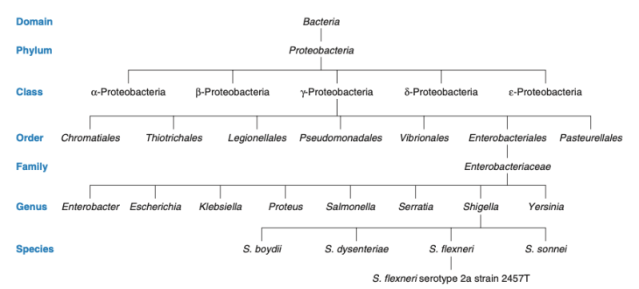 Domain Bacteria
Phylum Proteobacteria
Class α-Proteobacteria β-Proteobacteria γ-Proteobacteria δ-Proteobacteria ε-Proteobacteria
Order Chromatiales Thiotrichales Legionellales Pseudomonadales Vibrionales Enterobacteriales Pasteurellales
Family Enterobacteriaceae
Genus Enterobacter Escherichia Klebsiella Proteus Salmonella Serratia Shigella Yersinia
Species S. boydii S. dysenteriae S. flexneri S. sonnei
S. flexneri serotype 2a strain 2457T